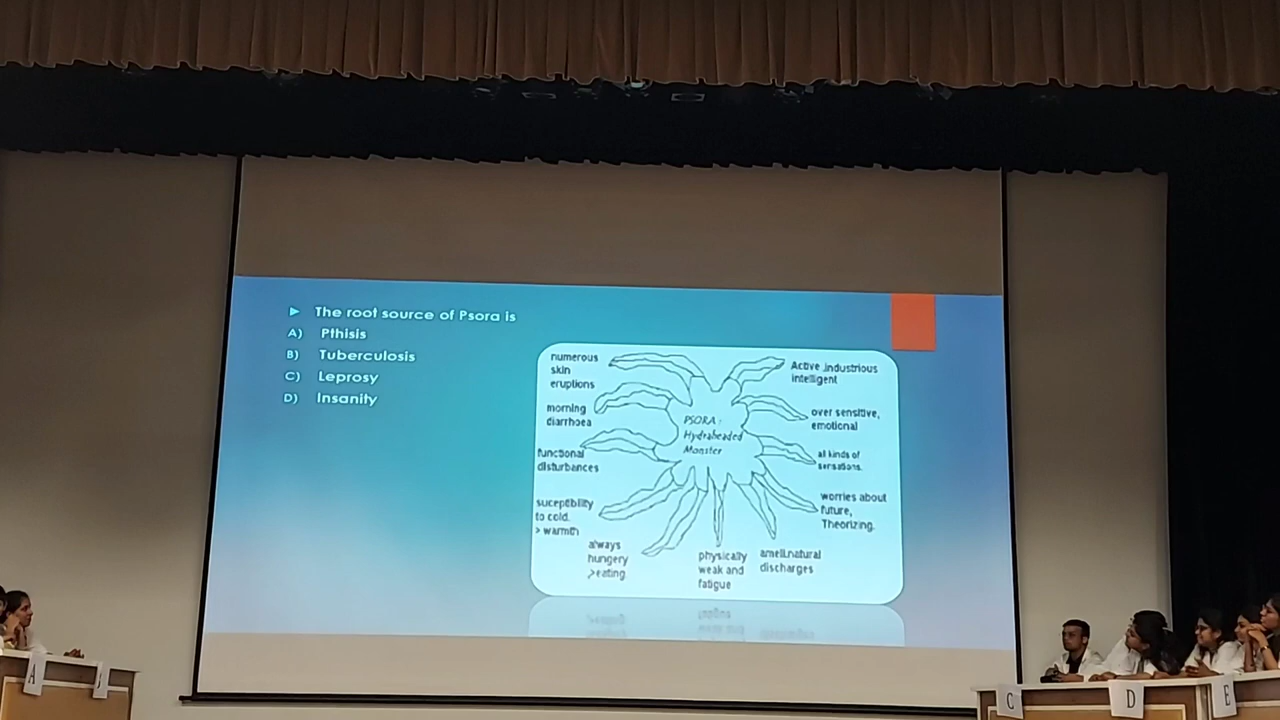 The root source of Psora is
A) Pthisis
B) Tuberculosis
C) Leprosy
D) Insanity
numerous
skin
eruptions
morning
diarrhoea
functional
disturbances
suceptibility
to cold.
> warmth
always
hungery
>eating
PSORA :
Hydraheaded
Monster
physically
weak and
fatigue
amell.natural
discharges
Active .Industrious
intelligent
over sensitive,
emotional
al kinds of
sensations.
worries about
future,
Theorizing.
A
C
D
E